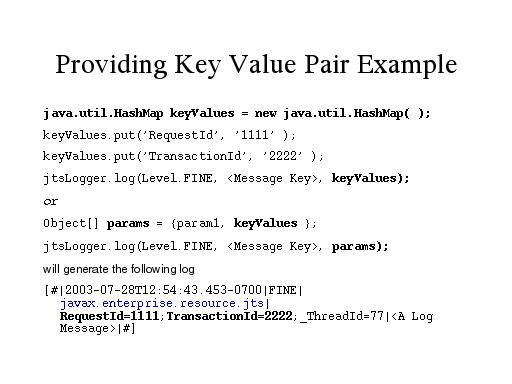 Providing Key Value Pair Example
java.util.HashMap keyValues = new java.util.HashMap( );
keyValues.put(’RequestId’, ’1111’ );
keyValues.put(’TransactionId’, ’2222’ );
jtsLogger.log(Level.FINE, <Message Key>, keyValues);
or
Object[] params = {param1, keyValues };
jtsLogger.log(Level.FINE, <Message Key>, params);
will generate the following log
[#|2003-07-28T12:54:43.453-0700|FINE|
javax.enterprise.resource.jts|
RequestId=1111;TransactionId=2222;_ThreadId=77|<A Log
Message>|#]